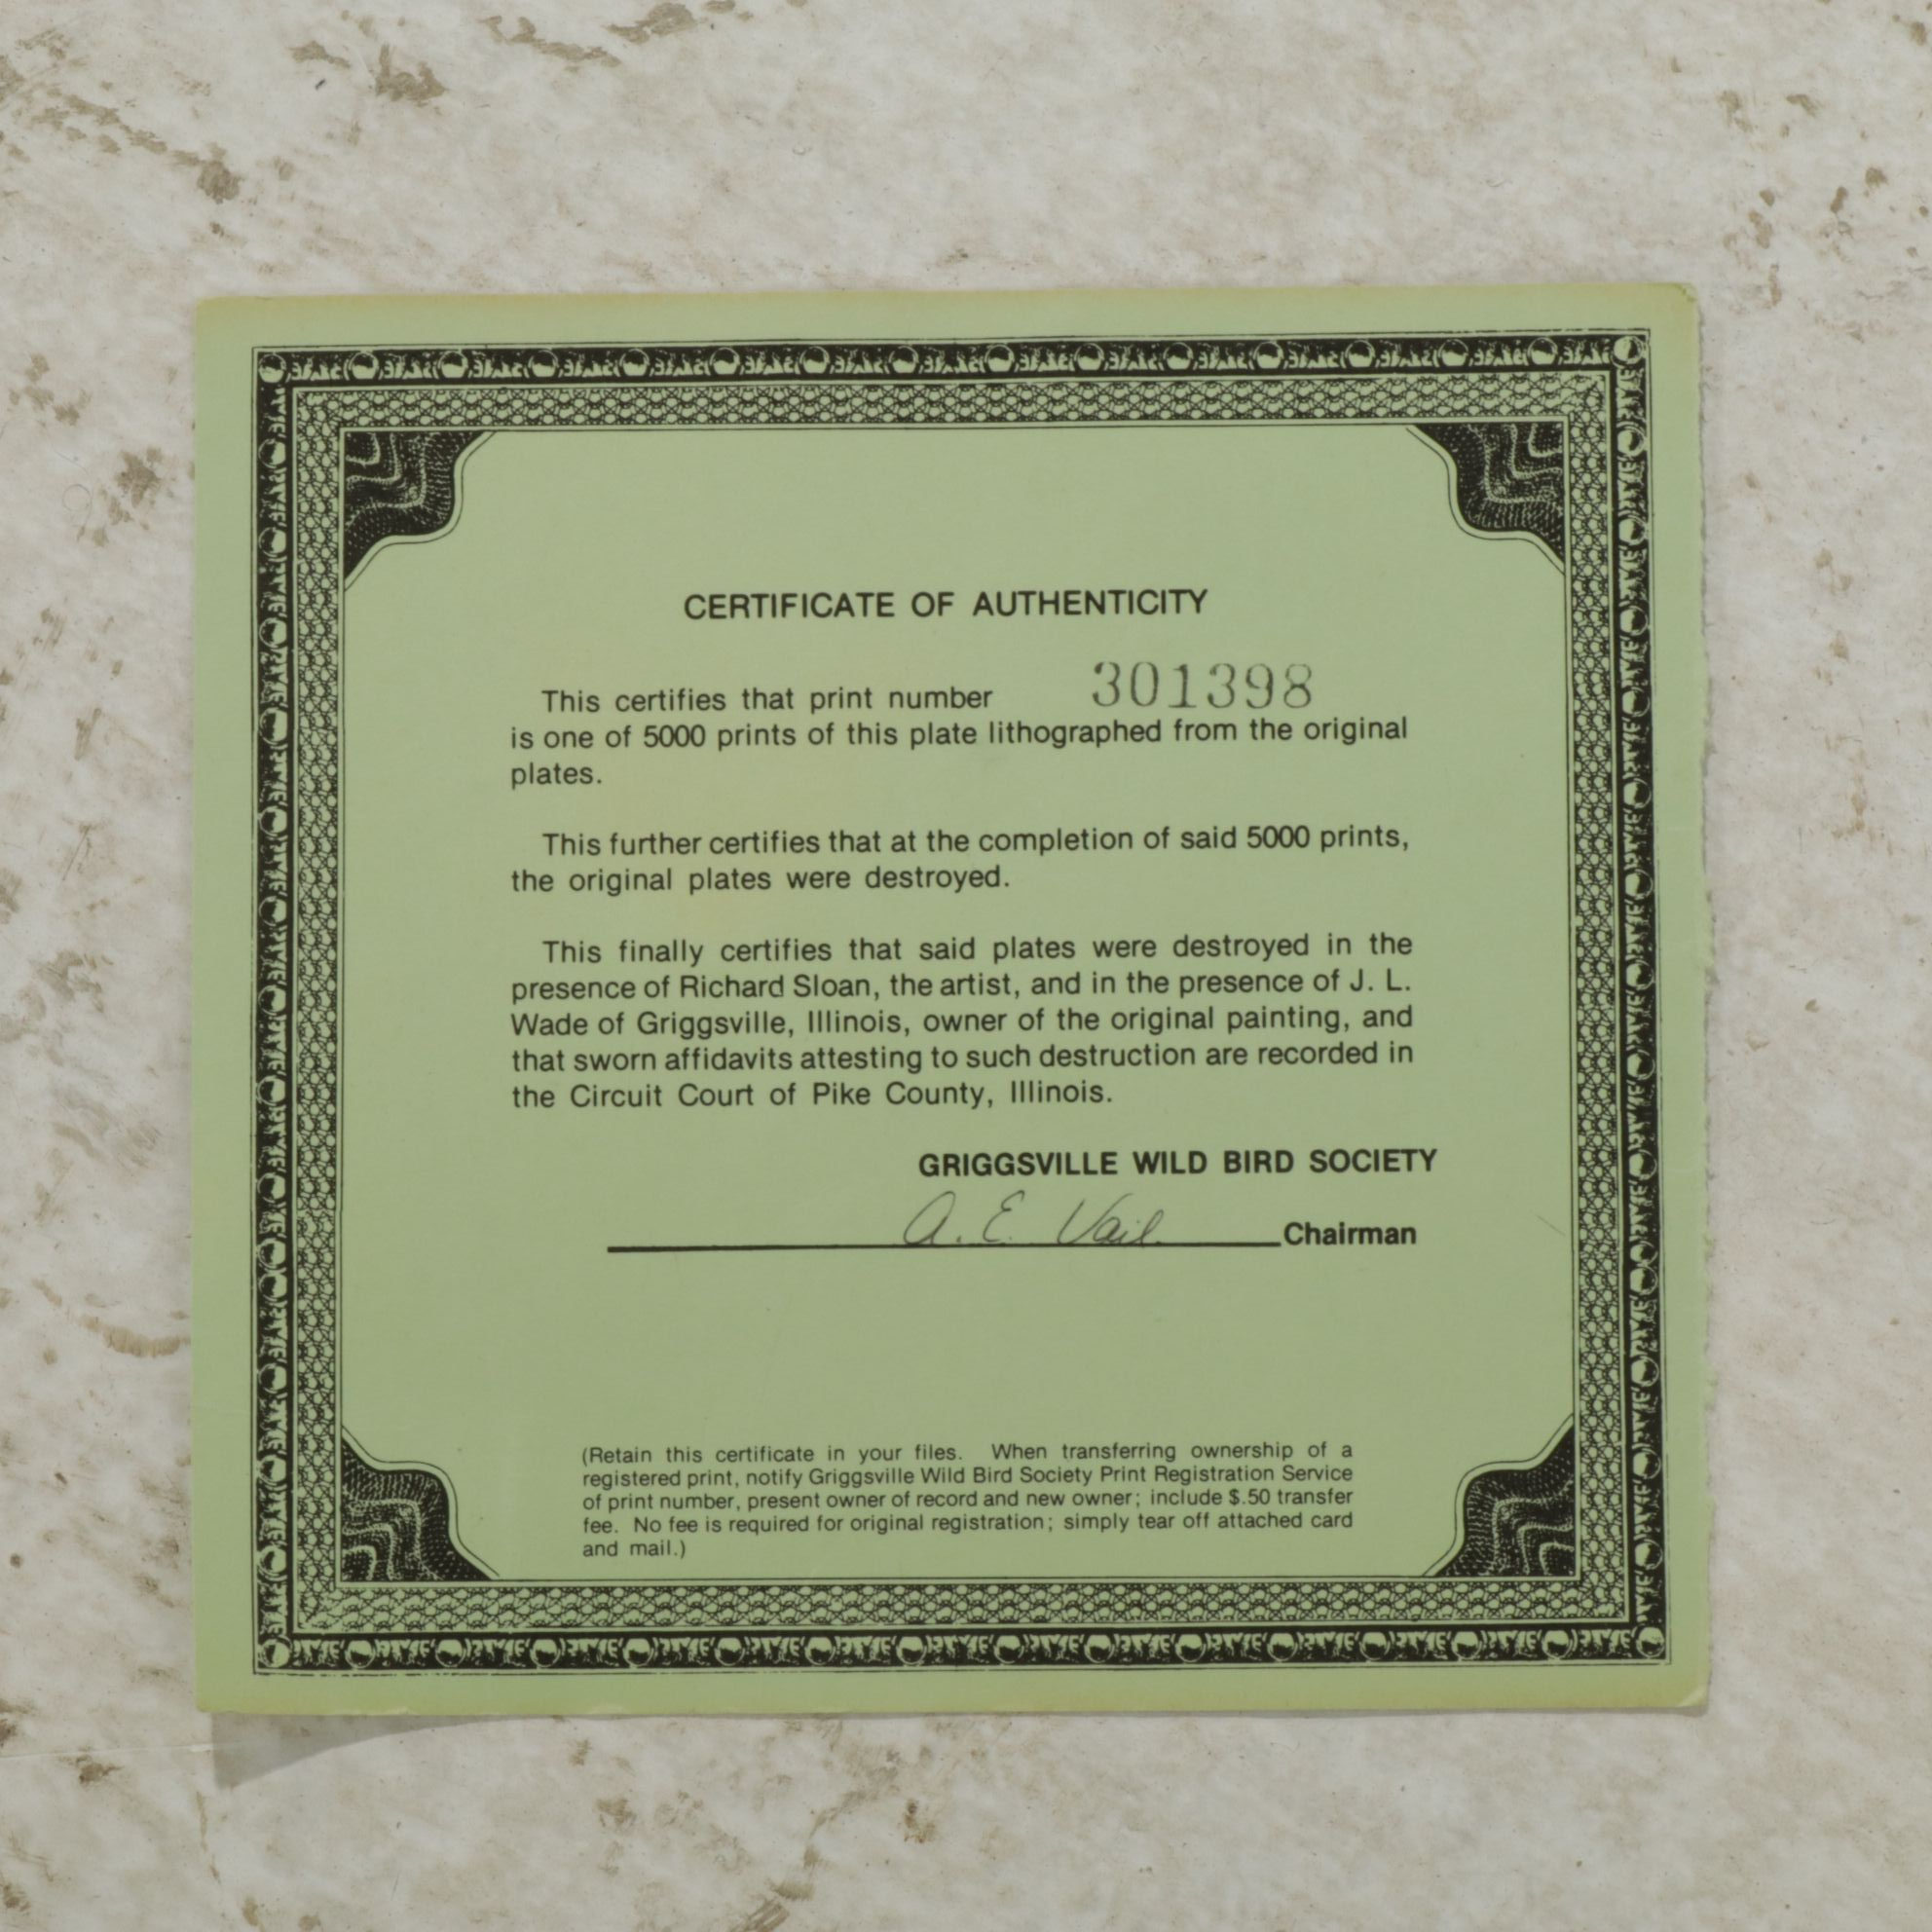 CERTIFICATE OF AUTHENTICITY
This certifies that print number 301398
is one of 5000 prints of this plate lithographed from the original
plates.
This further certifies that at the completion of said 5000 prints,
the original plates were destroyed.
This finally certifies that said plates were destroyed in the
presence of Richard Sloan, the artist, and in the presence of J. L.
Wade of Griggsville, Illinois, owner of the original painting, and
that sworn affidavits attesting to such destruction are recorded in
the Circuit Court of Pike County, Illinois.
GRIGGSVILLE WILD BIRD SOCIETY
A. E. Vail Chairman
(Retain this certificate in your files. When transferring ownership of a
registered print, notify Griggsville Wild Bird Society Print Registration Service
of print number, present owner of record and new owner; include $.50 transfer
fee. No fee is required for original registration; simply tear off attached card
and mail.)